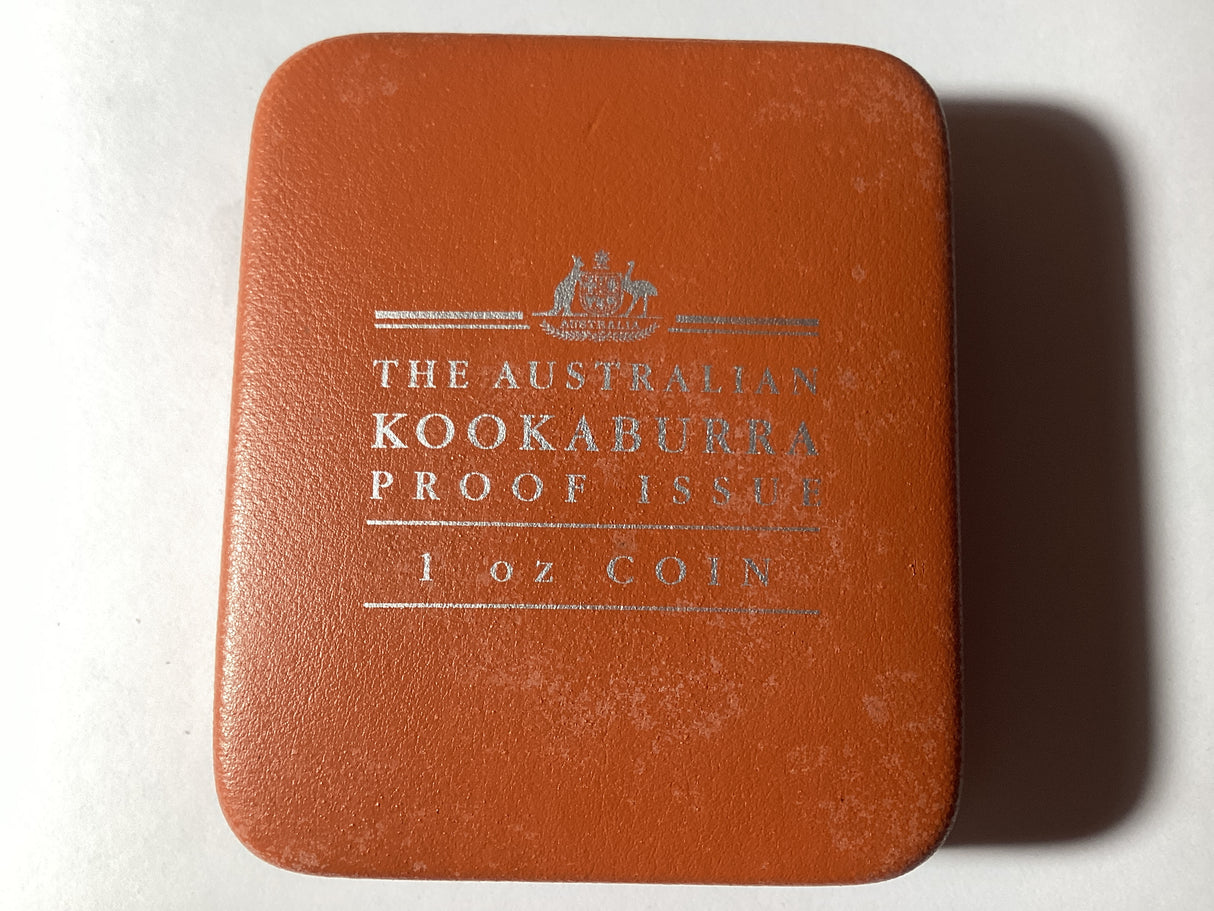 AUSTRALIA
THE AUSTRALIAN
KOOKABURRA
PROOF ISSUE
1 oz COIN